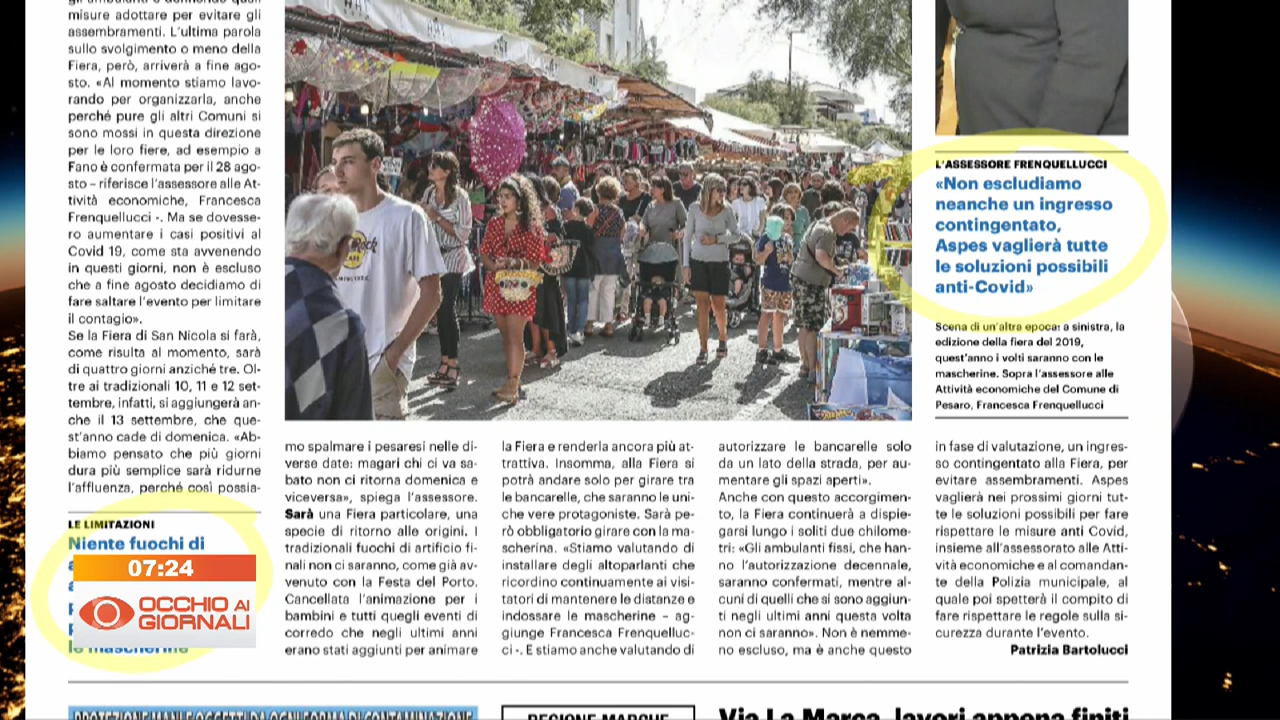 gli ambulanti e definendo quali
misure adottare per evitare gli
assembramenti. L'ultima parola
sullo svolgimento o meno della
Fiera, però, arriverà a fine ago-
sto. «Al momento stiamo lavo-
rando per organizzarla, anche
perché pure gli altri Comuni si
sono mossi in questa direzione
per le loro fiere, ad esempio a
Fano è confermata per il 28 ago-
sto – riferisce l'assessore alle At-
tività economiche, Francesca
Frenquellucci -. Ma se dovesse-
ro aumentare i casi positivi al
Covid 19, come sta avvenendo
in questi giorni, non è escluso
che a fine agosto decidiamo di
fare saltare l'evento per limitare
il contagio».
Se la Fiera di San Nicola si farà,
come risulta al momento, sarà
di quattro giorni anziché tre. Ol-
tre ai tradizionali 10, 11 e 12 set-
tembre, infatti, si aggiungerà an-
che il 13 settembre, che que-
st'anno cade di domenica. «Ab-
biamo pensato che più giorni
dura più semplice sarà ridurne
l'affluenza, perché così possia-
LE LIMITAZIONI
Niente fuochi di
le mascherine
07:24
OCCHIO AI
GIORNALI
Rock
mo spalmare i pesaresi nelle di-
verse date: magari chi ci va sa-
bato non ci ritorna domenica e
viceversa», spiega l'assessore.
Sarà una Fiera particolare, una
specie di ritorno alle origini. I
tradizionali fuochi di artificio fi-
nali non ci saranno, come già av-
venuto con la Festa del Porto.
Cancellata l'animazione per i
bambini e tutti quegli eventi di
corredo che negli ultimi anni
erano stati aggiunti per animare
la Fiera e renderla ancora più at-
trattiva. Insomma, alla Fiera si
potrà andare solo per girare tra
le bancarelle, che saranno le uni-
che vere protagoniste. Sarà pe-
rò obbligatorio girare con la ma-
scherina. «Stiamo valutando di
installare degli altoparlanti che
ricordino continuamente ai visi-
tatori di mantenere le distanze e
indossare le mascherine – ag-
giunge Francesca Frenquelluc-
ci -. E stiamo anche valutando di
autorizzare le bancarelle solo
da un lato della strada, per au-
mentare gli spazi aperti».
Anche con questo accorgimen-
to, la Fiera continuerà a dispie-
garsi lungo i soliti due chilome-
tri: «Gli ambulanti fissi, che han-
no l'autorizzazione decennale,
saranno confermati, mentre al-
cuni di quelli che si sono aggiun-
ti negli ultimi anni questa volta
non ci saranno». Non è nemme-
no escluso, ma è anche questo
L'ASSESSORE FRENQUELLUCCI
«Non escludiamo
neanche un ingresso
contingentato,
Aspes vaglierà tutte
le soluzioni possibili
anti-Covid»
Scena di un'altra epoca: a sinistra, la
edizione della fiera del 2019,
quest'anno i volti saranno con le
mascherine. Sopra l'assessore alle
Attività economiche del Comune di
Pesaro, Francesca Frenquellucci
in fase di valutazione, un ingres-
so contingentato alla Fiera, per
evitare assembramenti. Aspes
vaglierà nei prossimi giorni tut-
te le soluzioni possibili per fare
rispettare le misure anti Covid,
insieme all'assessorato alle Atti-
vità economiche e al comandan-
te della Polizia municipale, al
quale poi spetterà il compito di
fare rispettare le regole sulla si-
curezza durante l'evento.
Patrizia Bartolucci
PROTEZIONE MANI E OGGETTI DA OGNI FORMA DI CONTAMINAZIONE
REGIONE MARCHE
Via La Marca, lavori appena finiti